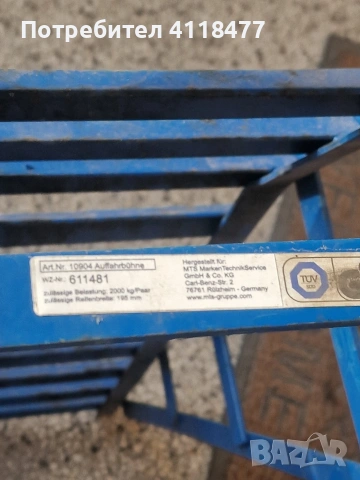 Потребител 4118477
Art.Nr. 10904 Auffahrbühne
WZ-Nr.: 611481
zulässige Belastung: 2000 kg/Paar
zulässige Reifenbreite: 195 mm
Hergestellt für:
MTS MarkenTechnikService
GmbH & Co. KG
Carl-Benz-Str. 2
76761 Rülzheim - Germany
www.mts-gruppe.com
TÜV
BAZAR